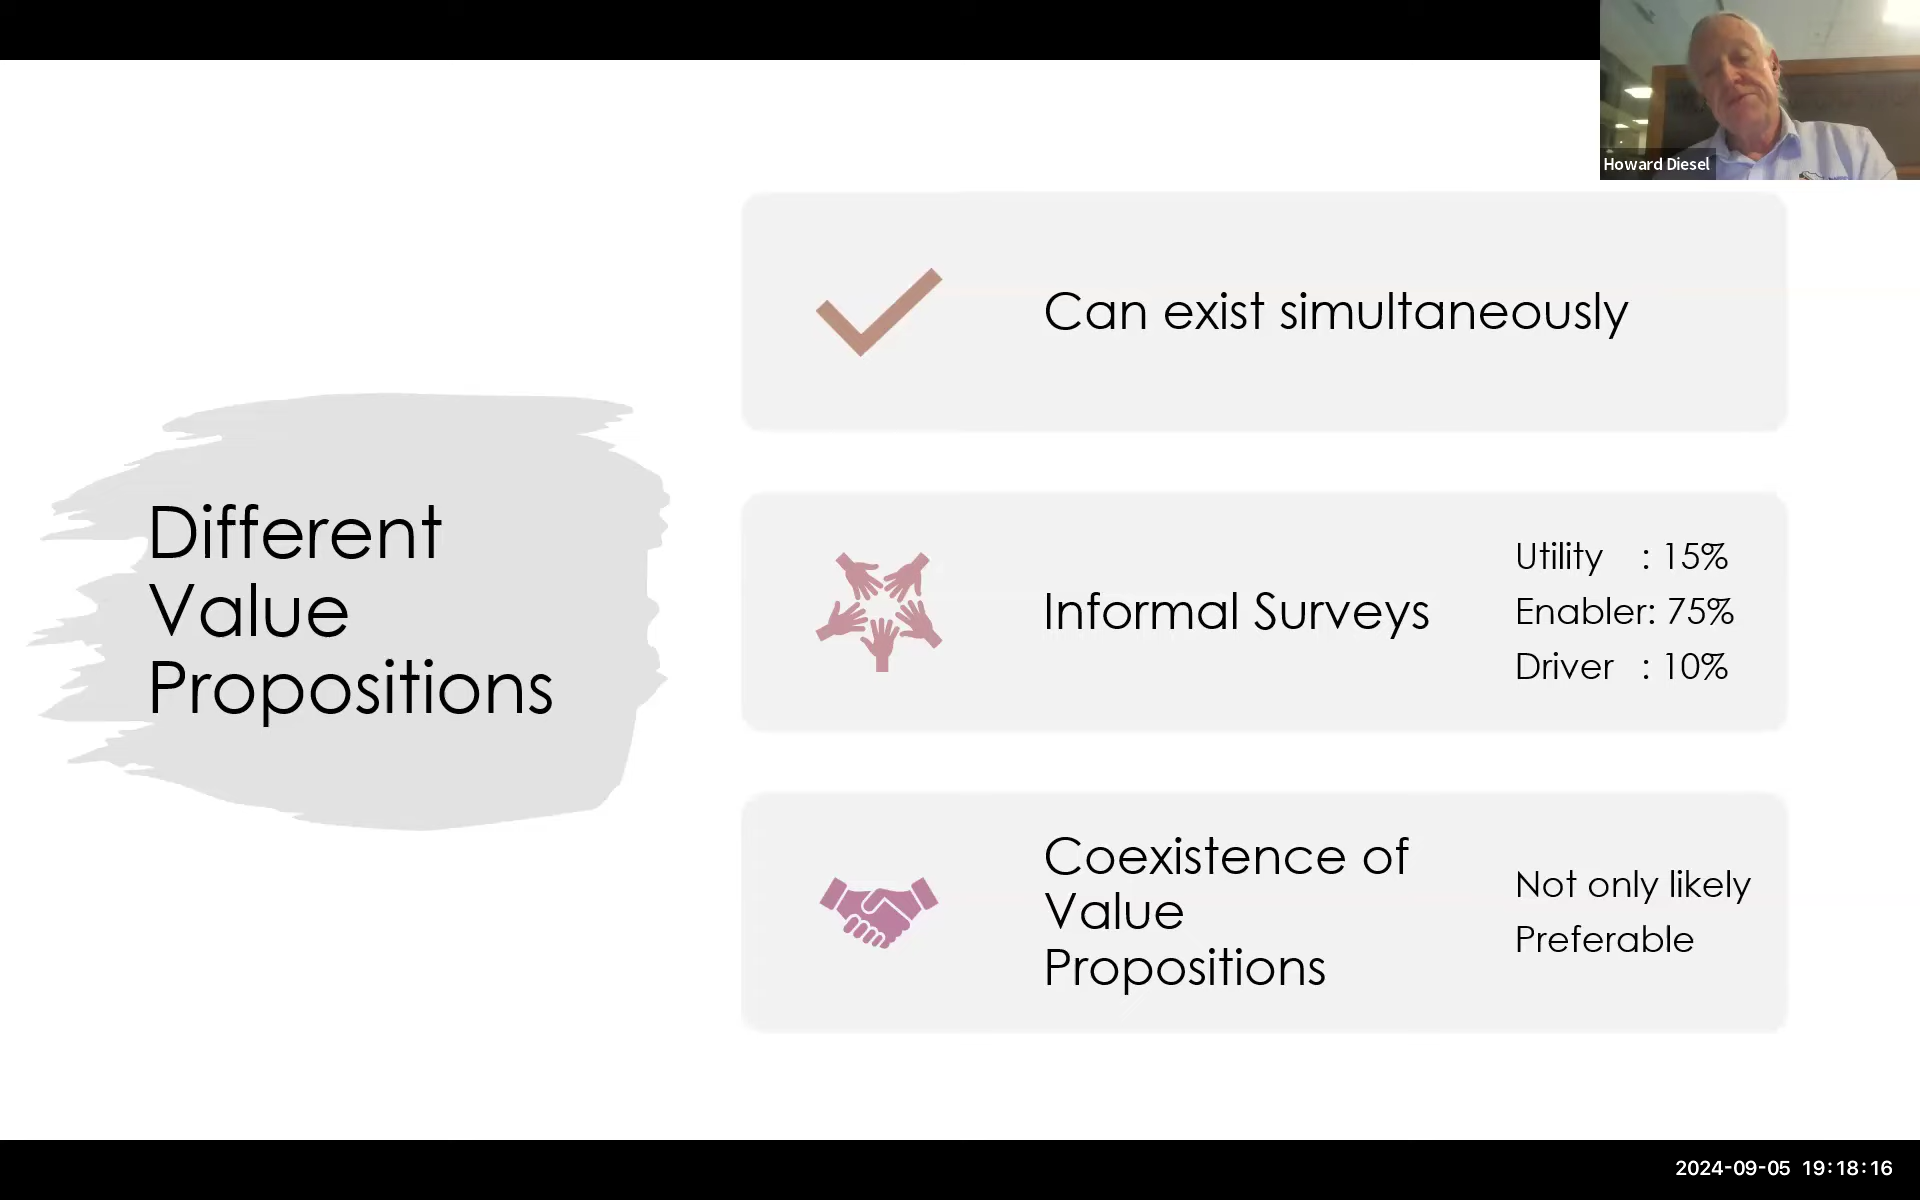 Howard Diesel
Different
Value
Propositions
Can exist simultaneously
Informal Surveys
Utility : 15%
Enabler: 75%
Driver : 10%
Coexistence of
Value
Propositions
Not only likely
Preferable
2024-09-05 19:18:16